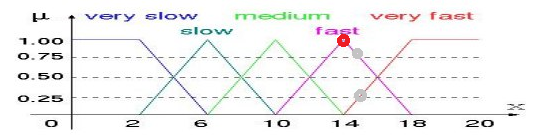 μ very slow medium very fast
slow fast
1.00
0.75
0.50
0.25
0 2 6 10 14 18 20 x